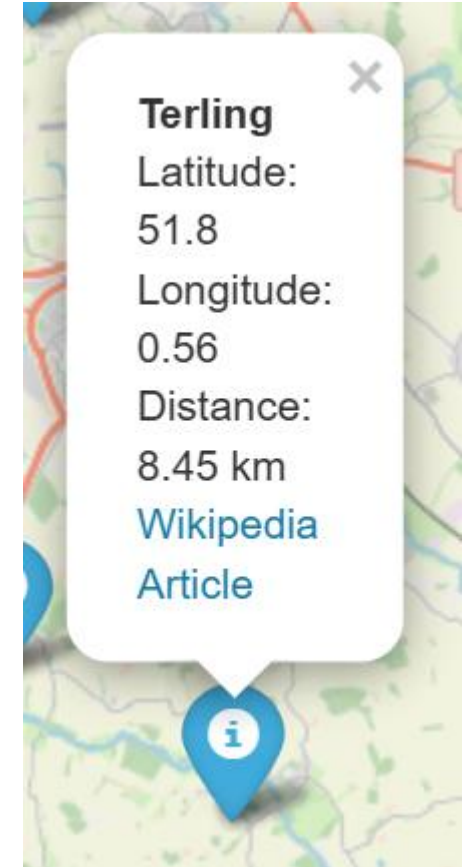 ×
Terling
Latitude:
51.8
Longitude:
0.56
Distance:
8.45 km
Wikipedia
Article
i